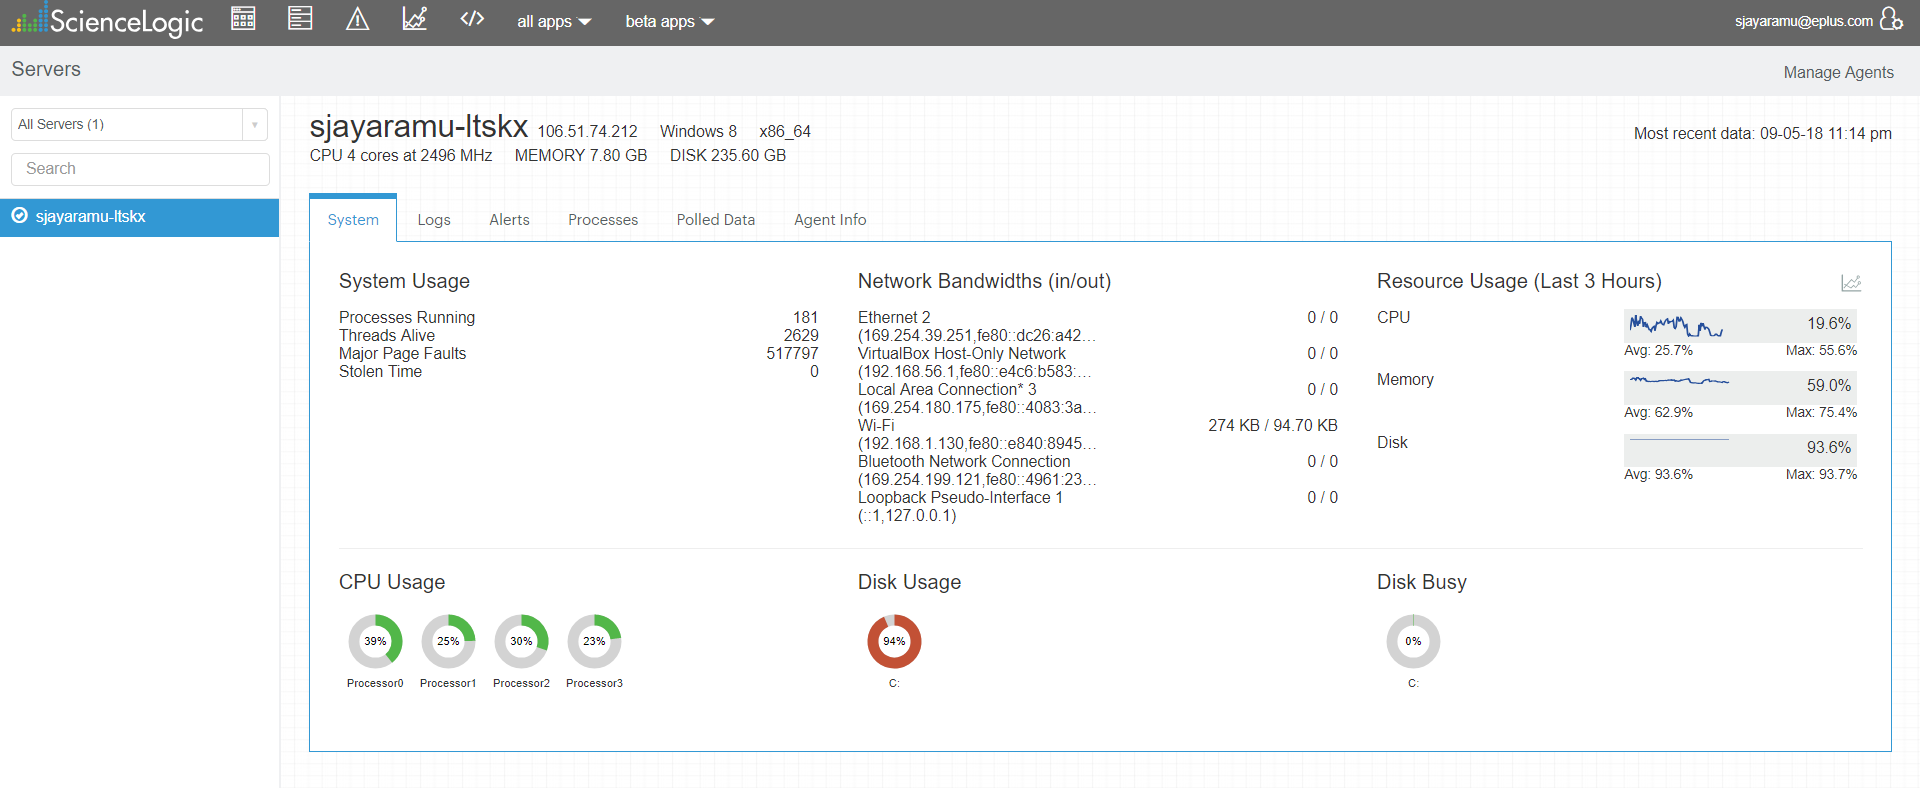 ScienceLogic all apps beta apps sjayaramu@eplus.com
Servers Manage Agents
All Servers (1)
Search
sjayaramu-ltskx
sjayaramu-ltskx 106.51.74.212 Windows 8 x86_64
Most recent data: 09-05-18 11:14 pm
CPU 4 cores at 2496 MHz MEMORY 7.80 GB DISK 235.60 GB
System Logs Alerts Processes Polled Data Agent Info
System Usage
Processes Running 181
Threads Alive 2629
Major Page Faults 517797
Stolen Time 0
Network Bandwidths (in/out)
Ethernet 2 0 / 0
(169.254.39.251,fe80::dc26:a42...
VirtualBox Host-Only Network 0 / 0
(192.168.56.1,fe80::e4c6:b583:...
Local Area Connection* 3 0 / 0
(169.254.180.175,fe80::4083:3a...
Wi-Fi 274 KB / 94.70 KB
(192.168.1.130,fe80::e840:8945...
Bluetooth Network Connection 0 / 0
(169.254.199.121,fe80::4961:23...
Loopback Pseudo-Interface 1 0 / 0
(::1,127.0.0.1)
Resource Usage (Last 3 Hours)
CPU 19.6%
Avg: 25.7% Max: 55.6%
Memory 59.0%
Avg: 62.9% Max: 75.4%
Disk 93.6%
Avg: 93.6% Max: 93.7%
CPU Usage
39% 25% 30% 23%
Processor0 Processor1 Processor2 Processor3
Disk Usage
94%
C:
Disk Busy
0%
C: